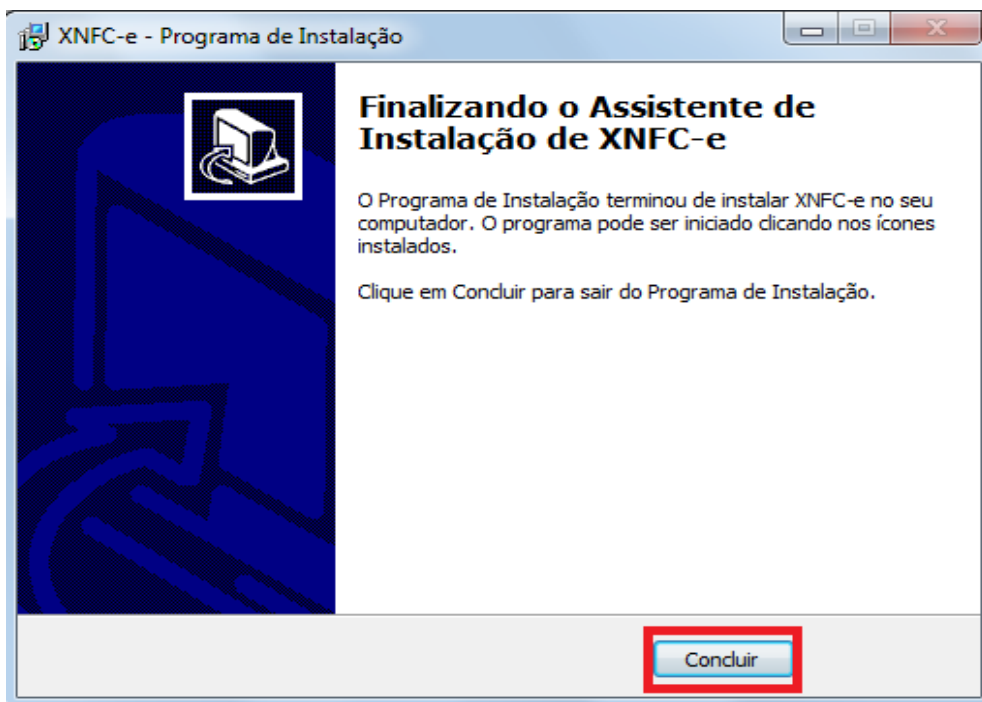 XNFC-e - Programa de Instalação
Finalizando o Assistente de
Instalação de XNFC-e
O Programa de Instalação terminou de instalar XNFC-e no seu
computador. O programa pode ser iniciado clicando nos ícones
instalados.
Clique em Concluir para sair do Programa de Instalação.
Concluir